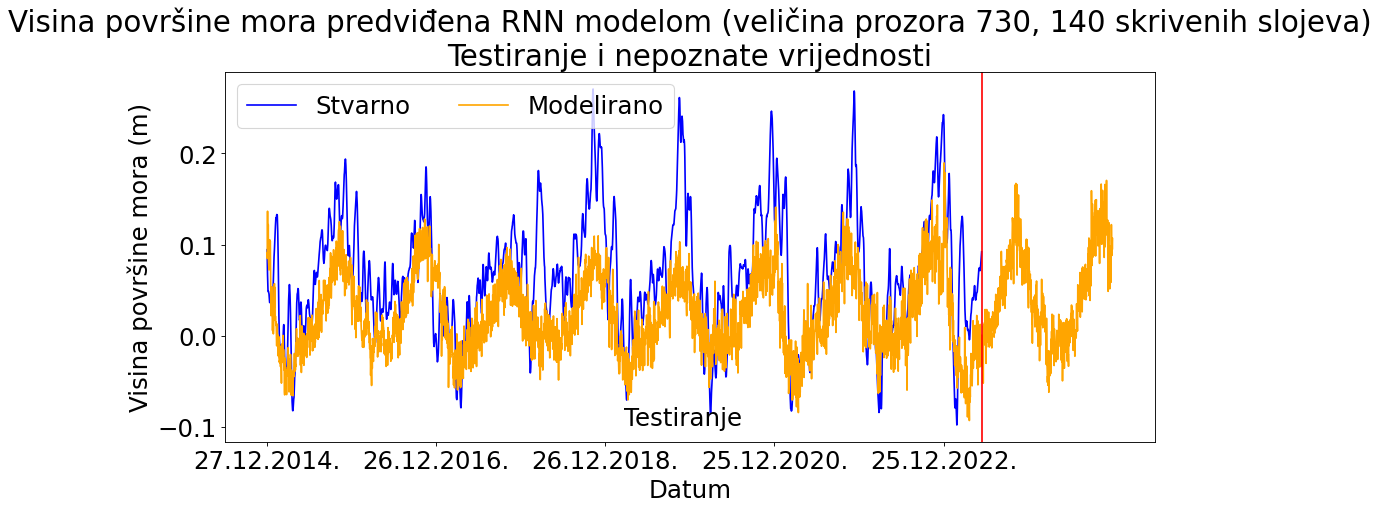 Visina površine mora predviđena RNN modelom (veličina prozora 730, 140 skrivenih slojeva)
Testiranje i nepoznate vrijednosti
Stvarno
Modelirano
Visina površine mora (m)
0.2
0.1
0.0
−0.1
Testiranje
27.12.2014.
26.12.2016.
26.12.2018.
25.12.2020.
25.12.2022.
Datum